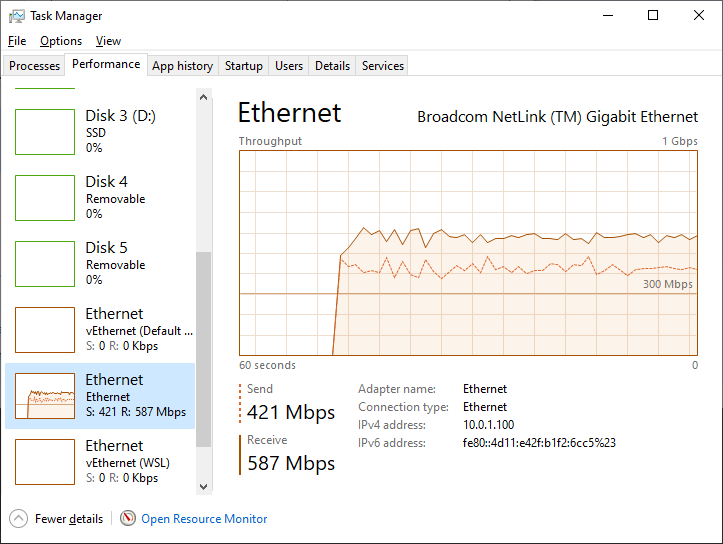 Task Manager
File Options View
Processes Performance App history Startup Users Details Services
Disk 3 (D:)
SSD
0%
Disk 4
Removable
0%
Disk 5
Removable
0%
Ethernet
vEthernet (Default ...
S: 0 R: 0 Kbps
Ethernet
Ethernet
S: 421 R: 587 Mbps
Ethernet
vEthernet (WSL)
S: 0 R: 0 Kbps
Ethernet
Broadcom NetLink (TM) Gigabit Ethernet
Throughput 1 Gbps
300 Mbps
60 seconds 0
Send
421 Mbps
Receive
587 Mbps
Adapter name: Ethernet
Connection type: Ethernet
IPv4 address: 10.0.1.100
IPv6 address: fe80::4d11:e42f:b1f2:6cc5%23
Fewer details
Open Resource Monitor